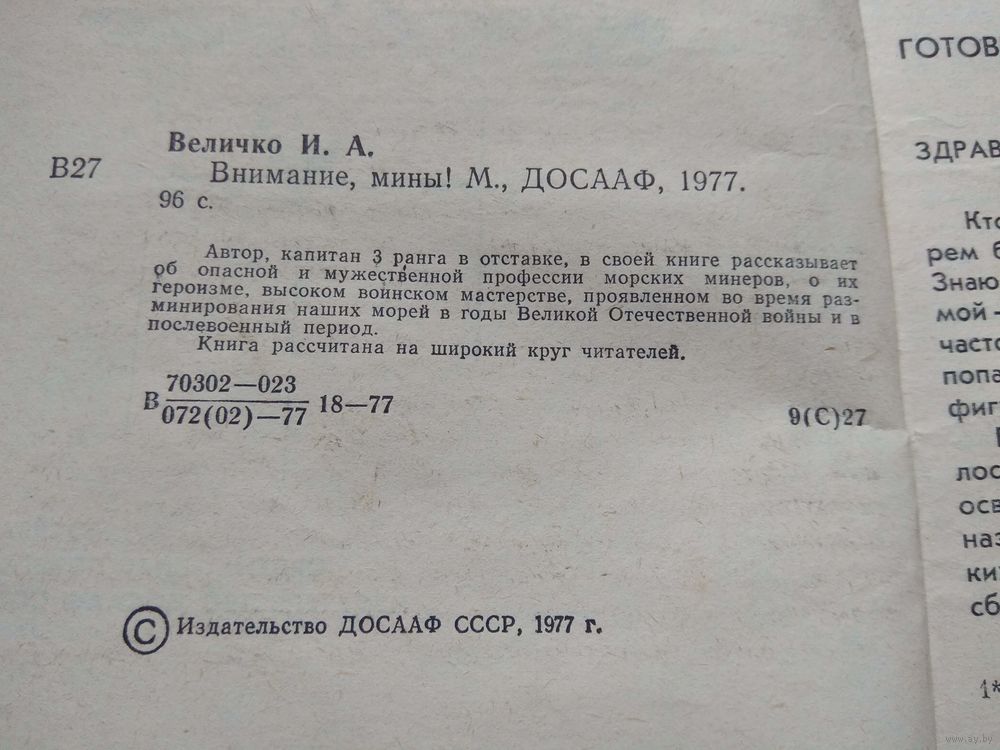 Величко И. А.
В27
Внимание, мины! М., ДОСААФ, 1977.
96 с.
Автор, капитан 3 ранга в отставке, в своей книге рассказывает
об опасной и мужественной профессии морских минеров, о их
героизме, высоком воинском мастерстве, проявленном во время раз-
минирования наших морей в годы Великой Отечественной войны и в
послевоенный период.
Книга рассчитана на широкий круг читателей.
70302—023
В 18—77
072(02)—77
9(С)27
© Издательство ДОСААФ СССР, 1977 г.
ГОТОВ
ЗДРАВ
Кто
рем б
Знаю
мой —
часто
попа
фиг
лос
осв
наз
ки
сб
1*
www.ay.by